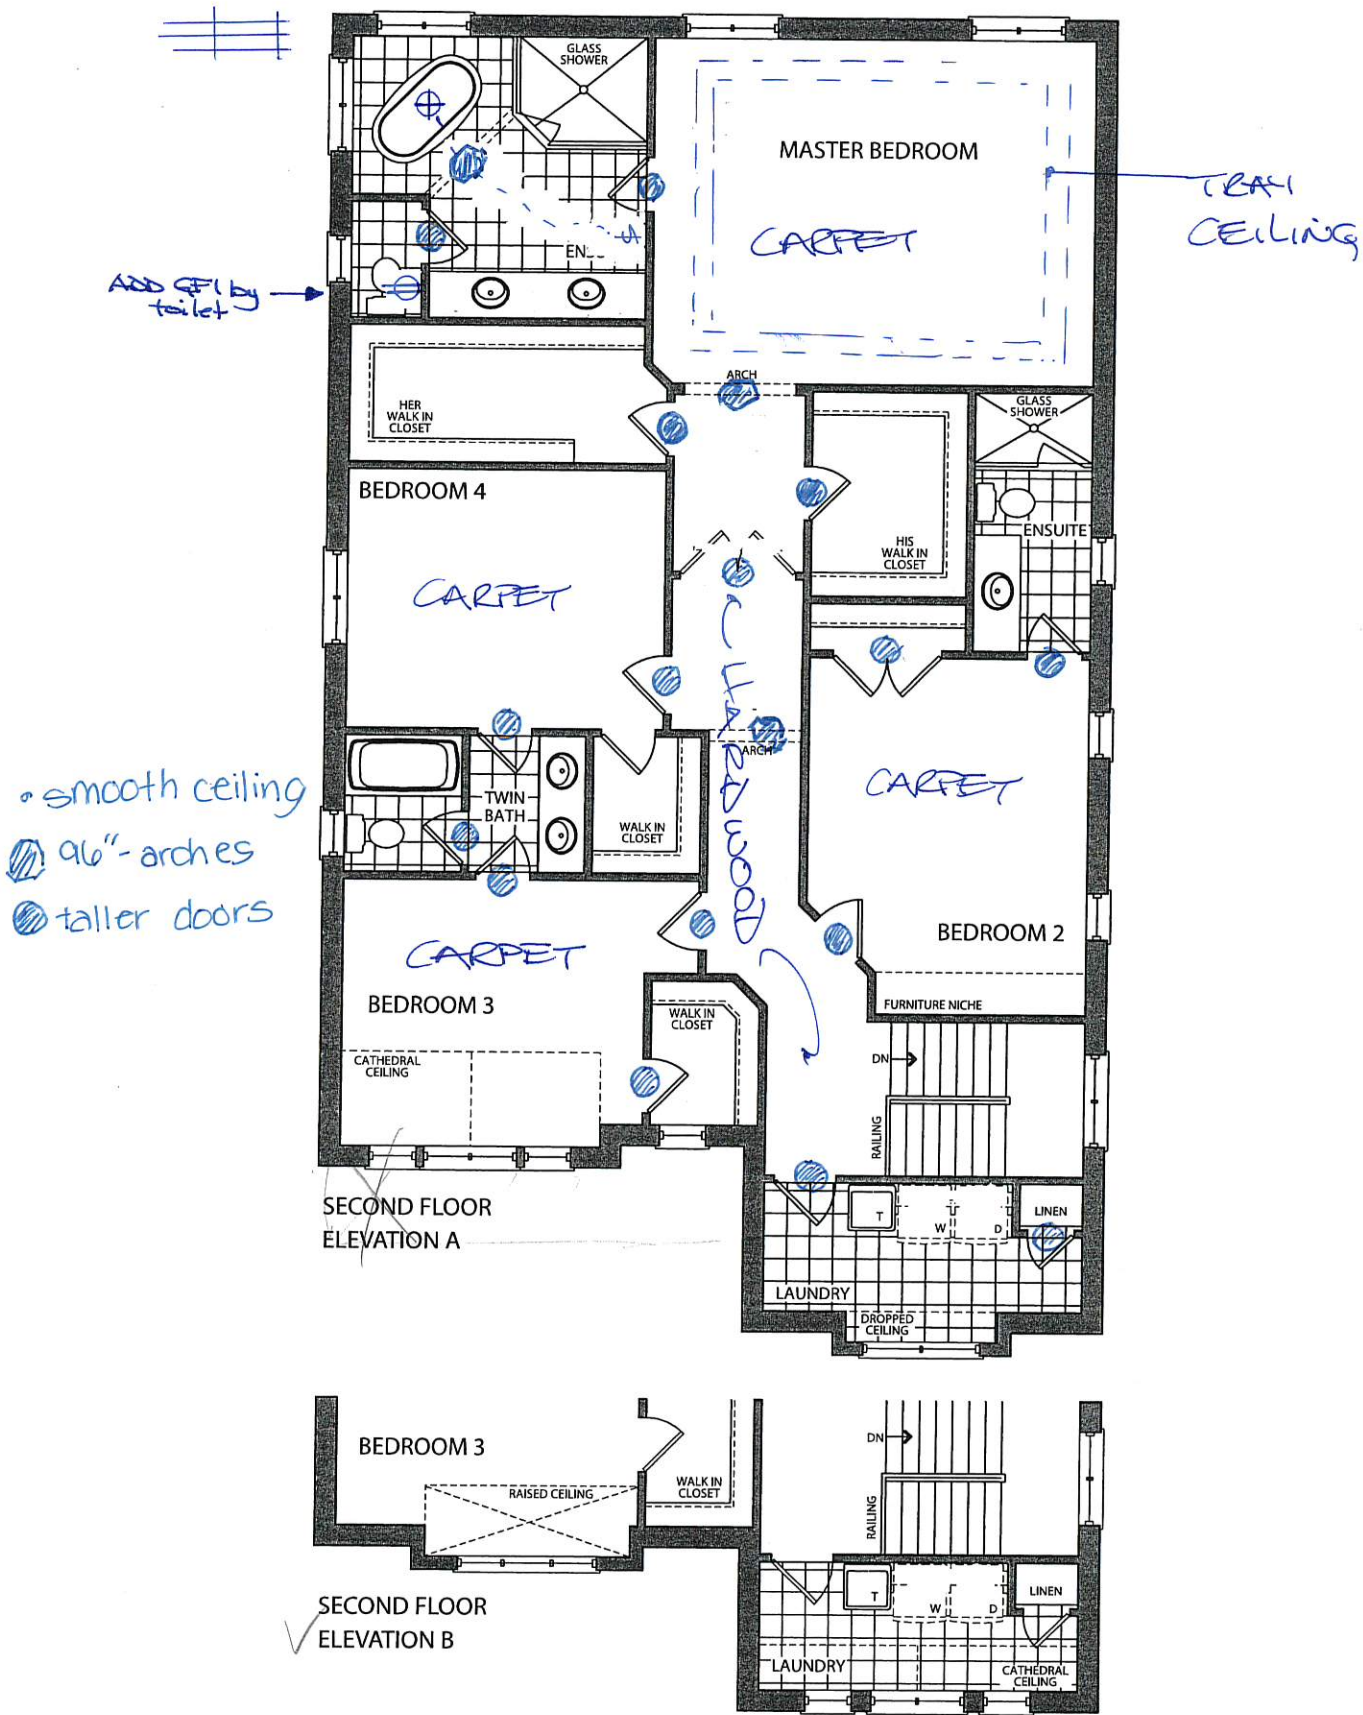 GLASS
SHOWER
MASTER BEDROOM
TRAY
CEILING
CARPET
ADD GFI by
toilet
ARCH
HER
WALK IN
CLOSET
GLASS
SHOWER
BEDROOM 4
ENSUITE
HIS
WALK IN
CLOSET
CARPET
HARDWOOD
ARCH
CARPET
• smooth ceiling
96"- arches
taller doors
TWIN
BATH
WALK IN
CLOSET
CARPET
BEDROOM 2
BEDROOM 3
FURNITURE NICHE
WALK IN
CLOSET
CATHEDRAL
CEILING
DN
RAILING
SECOND FLOOR
ELEVATION A
T
W
D
LINEN
LAUNDRY
DROPPED
CEILING
BEDROOM 3
DN
WALK IN
CLOSET
RAISED CEILING
RAILING
SECOND FLOOR
ELEVATION B
T
W
D
LINEN
LAUNDRY
CATHEDRAL
CEILING